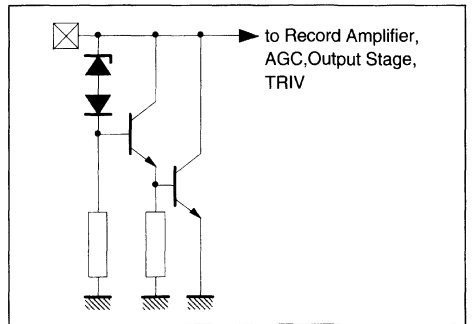 to Record Amplifier,
AGC,Output Stage,
TRIV